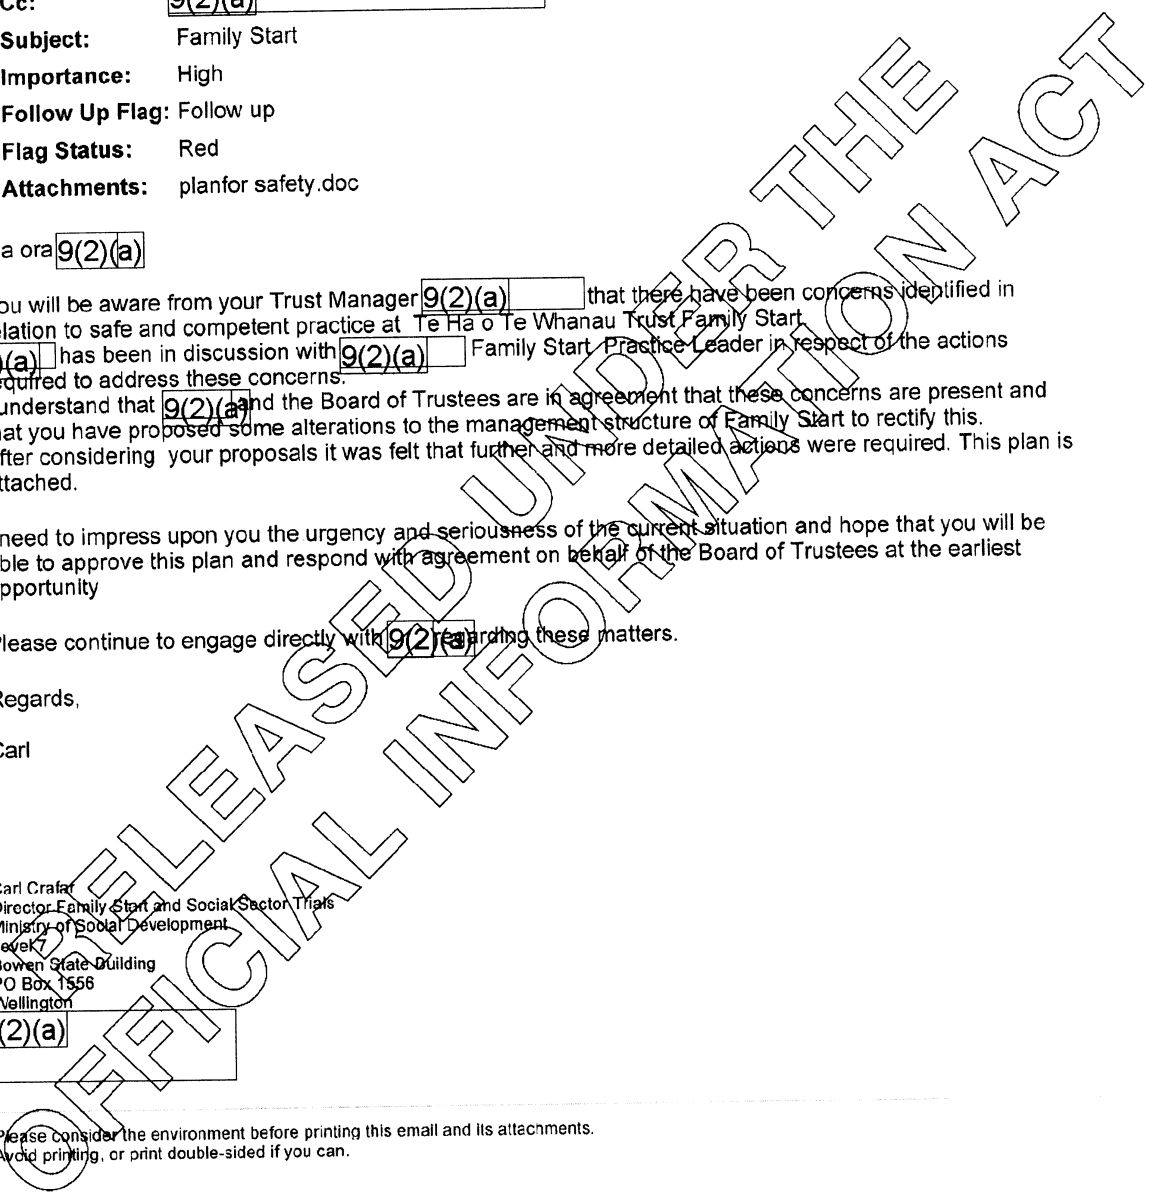 Cc: 9(2)(a)
Subject: Family Start
Importance: High
Follow Up Flag: Follow up
Flag Status: Red
Attachments: planfor safety.doc
a ora 9(2)(a)
ou will be aware from your Trust Manager 9(2)(a) that there have been concerns identified in
elation to safe and competent practice at Te Ha o Te Whanau Trust Family Start
)(a) has been in discussion with 9(2)(a) Family Start Practice Leader in respect of the actions
equired to address these concerns.
understand that 9(2)(a) and the Board of Trustees are in agreement that these concerns are present and
hat you have proposed some alterations to the management structure of Family Start to rectify this.
fter considering your proposals it was felt that further and more detailed actions were required. This plan is
ttached.
need to impress upon you the urgency and seriousness of the current situation and hope that you will be
ble to approve this plan and respond with agreement on behalf of the Board of Trustees at the earliest
pportunity
Please continue to engage directly with 9(2)(a) regarding these matters.
Regards,
Carl
Carl Crafar
Director Family Start and Social Sector Trials
Ministry of Social Development
Level 7
Bowen State Building
PO Box 1556
Wellington
(2)(a)
Please consider the environment before printing this email and its attachments.
Avoid printing, or print double-sided if you can.
RELEASED UNDER THE
OFFICIAL INFORMATION ACT